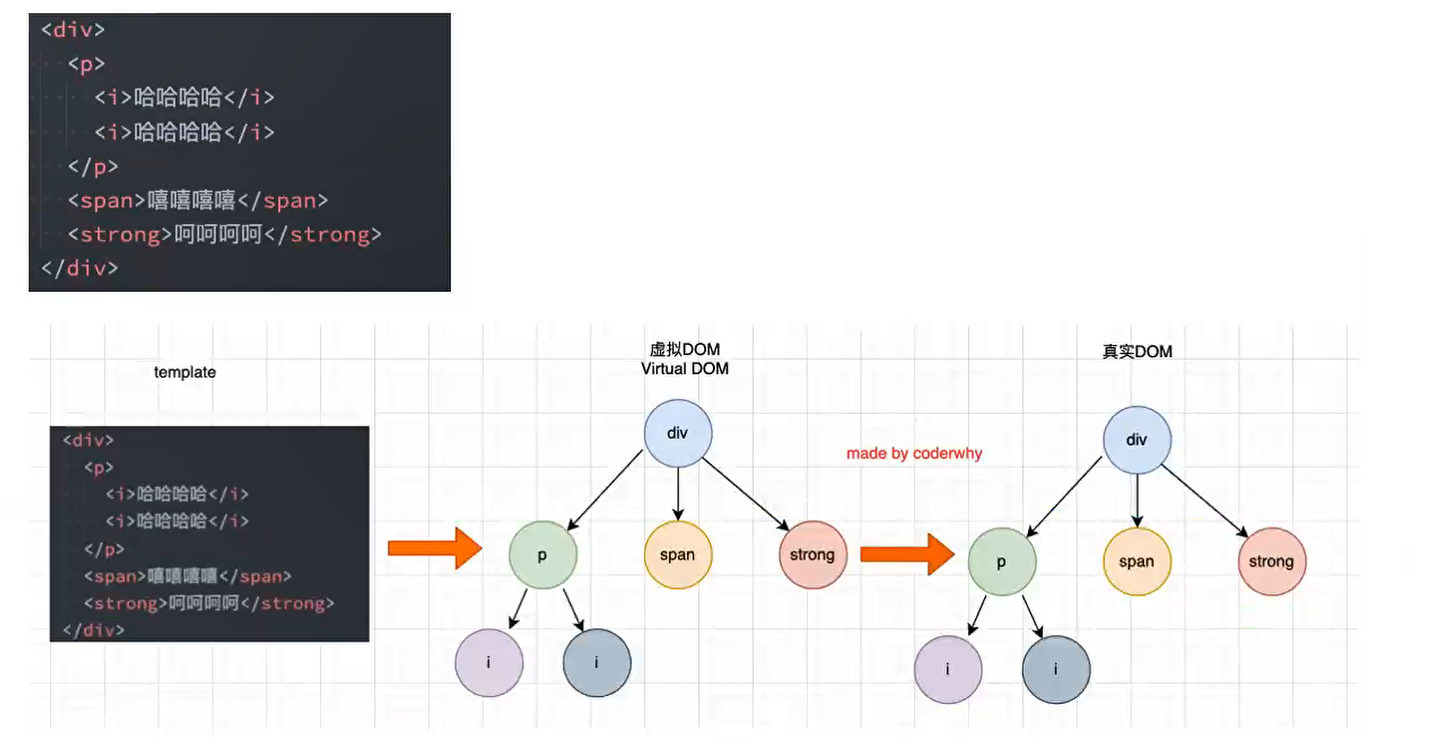 <div>
<p>
<i>哈哈哈哈</i>
<i>哈哈哈哈</i>
</p>
<span>嘻嘻嘻嘻</span>
<strong>呵呵呵呵</strong>
</div>
template
<div>
<p>
<i>哈哈哈哈</i>
<i>哈哈哈哈</i>
</p>
<span>嘻嘻嘻嘻</span>
<strong>呵呵呵呵</strong>
</div>
虚拟DOM
Virtual DOM
div
p
span
strong
i
i
made by coderwhy
真实DOM
div
p
span
strong
i
i